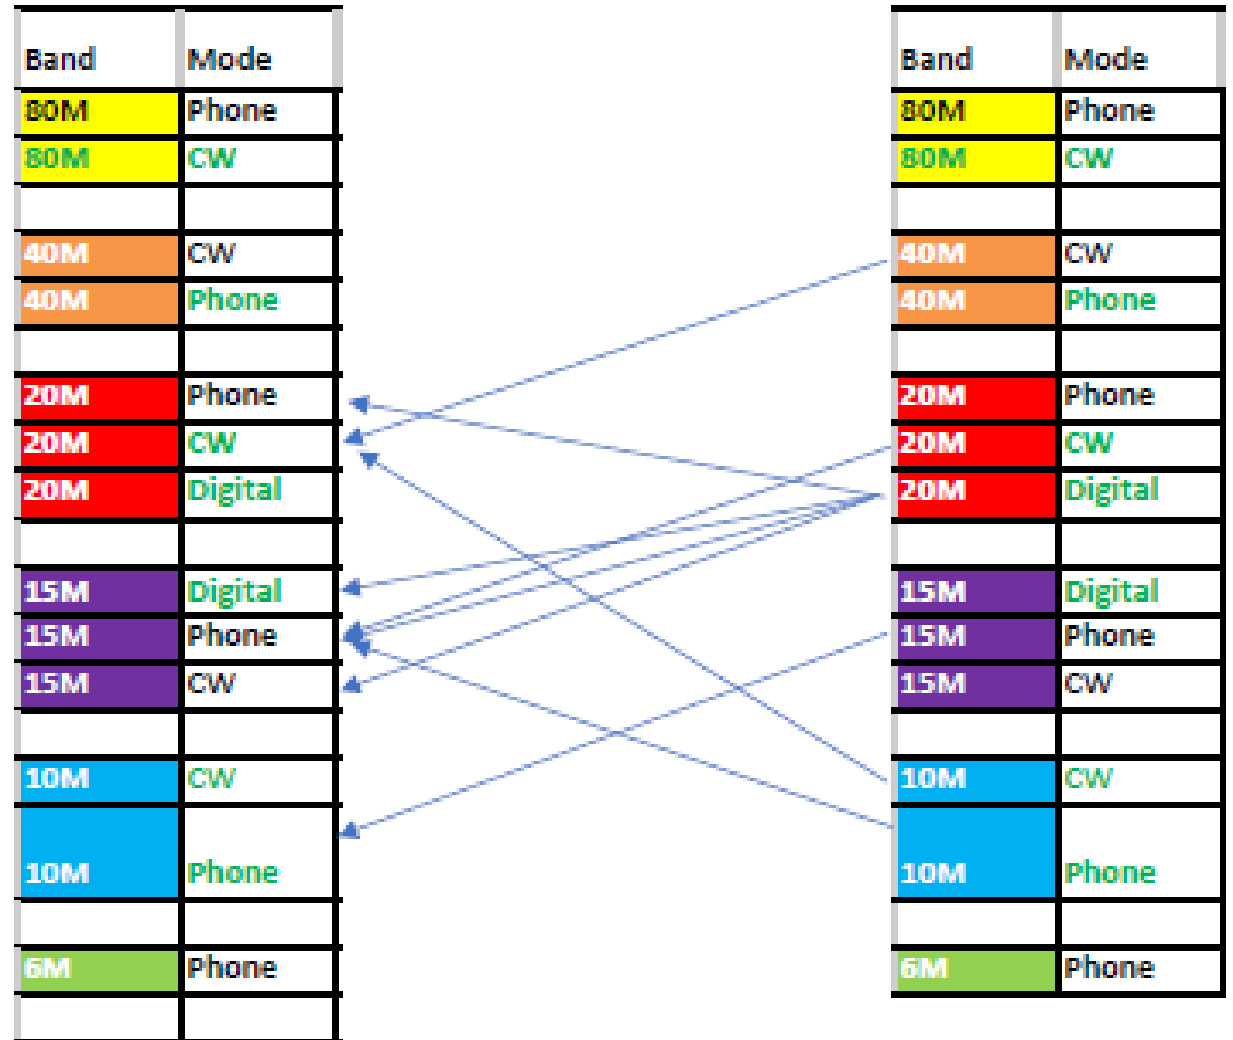 Band Mode Band Mode
80M Phone 80M Phone
80M CW 80M CW
40M CW 40M CW
40M Phone 40M Phone
20M Phone 20M Phone
20M CW 20M CW
20M Digital 20M Digital
15M Digital 15M Digital
15M Phone 15M Phone
15M CW 15M CW
10M CW 10M CW
10M Phone 10M Phone
6M Phone 6M Phone